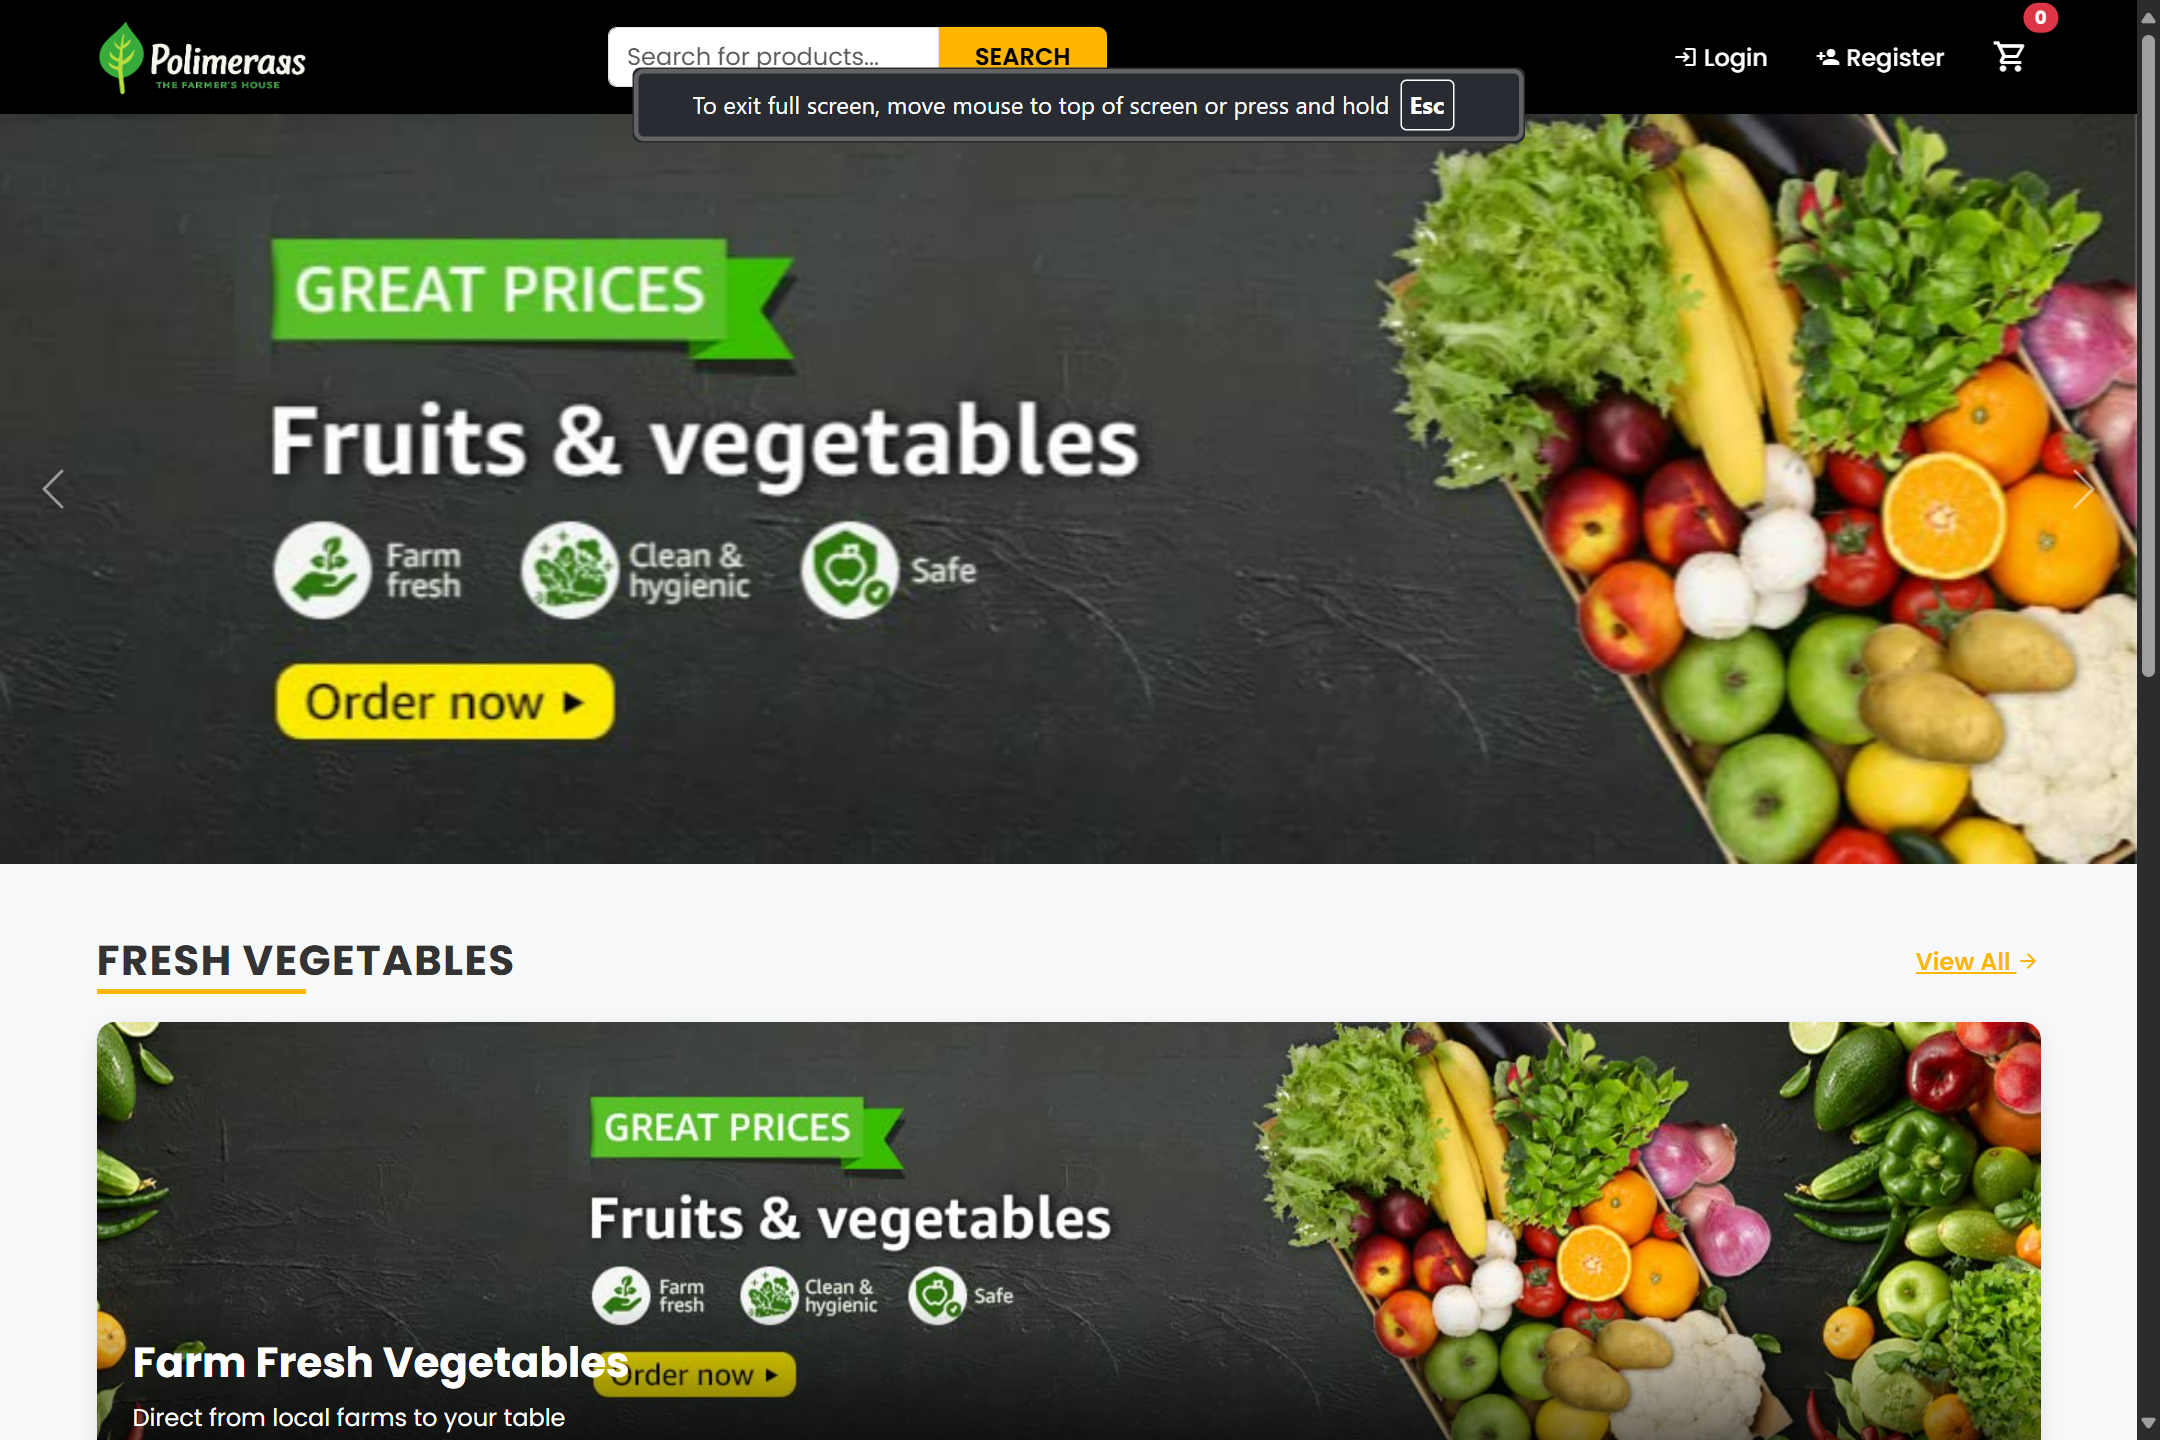 Polimerass
THE FARMER'S HOUSE
Search for products...
SEARCH
Login
Register
0
To exit full screen, move mouse to top of screen or press and hold Esc
GREAT PRICES
Fruits & vegetables
Farm
fresh
Clean &
hygienic
Safe
Order now
FRESH VEGETABLES
View All
GREAT PRICES
Fruits & vegetables
Farm
fresh
Clean &
hygienic
Safe
Order now
Farm Fresh Vegetables
Direct from local farms to your table